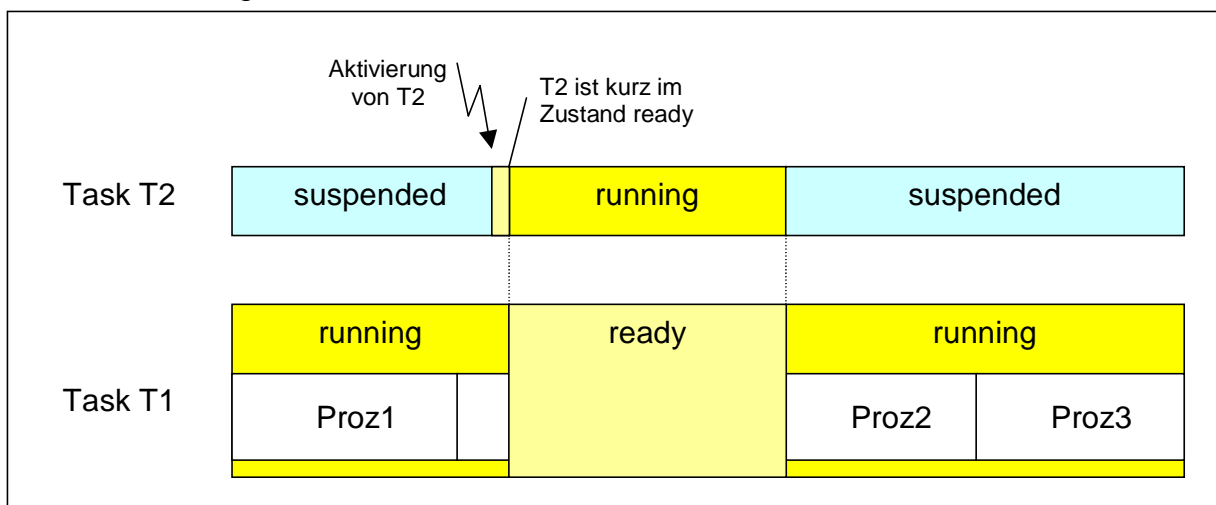 Aktivierung
von T2
T2 ist kurz im
Zustand ready
Task T2
suspended
running
suspended
Task T1
running
ready
running
Proz1
Proz2
Proz3